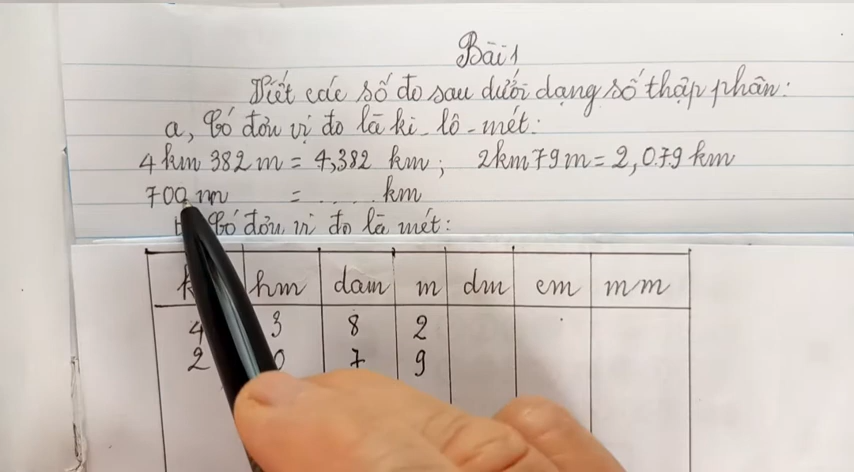 Bài 1
Viết các số đo sau dưới dạng số thập phân:
a, Có đơn vị đo là ki-lô-mét:
4 km 382 m = 4,382 km; 2km 79m = 2,079 km
700 m = ..... km
Có đơn vị đo là mét:
hm dam m dm cm mm
4 3 8 2
2 0 7 9